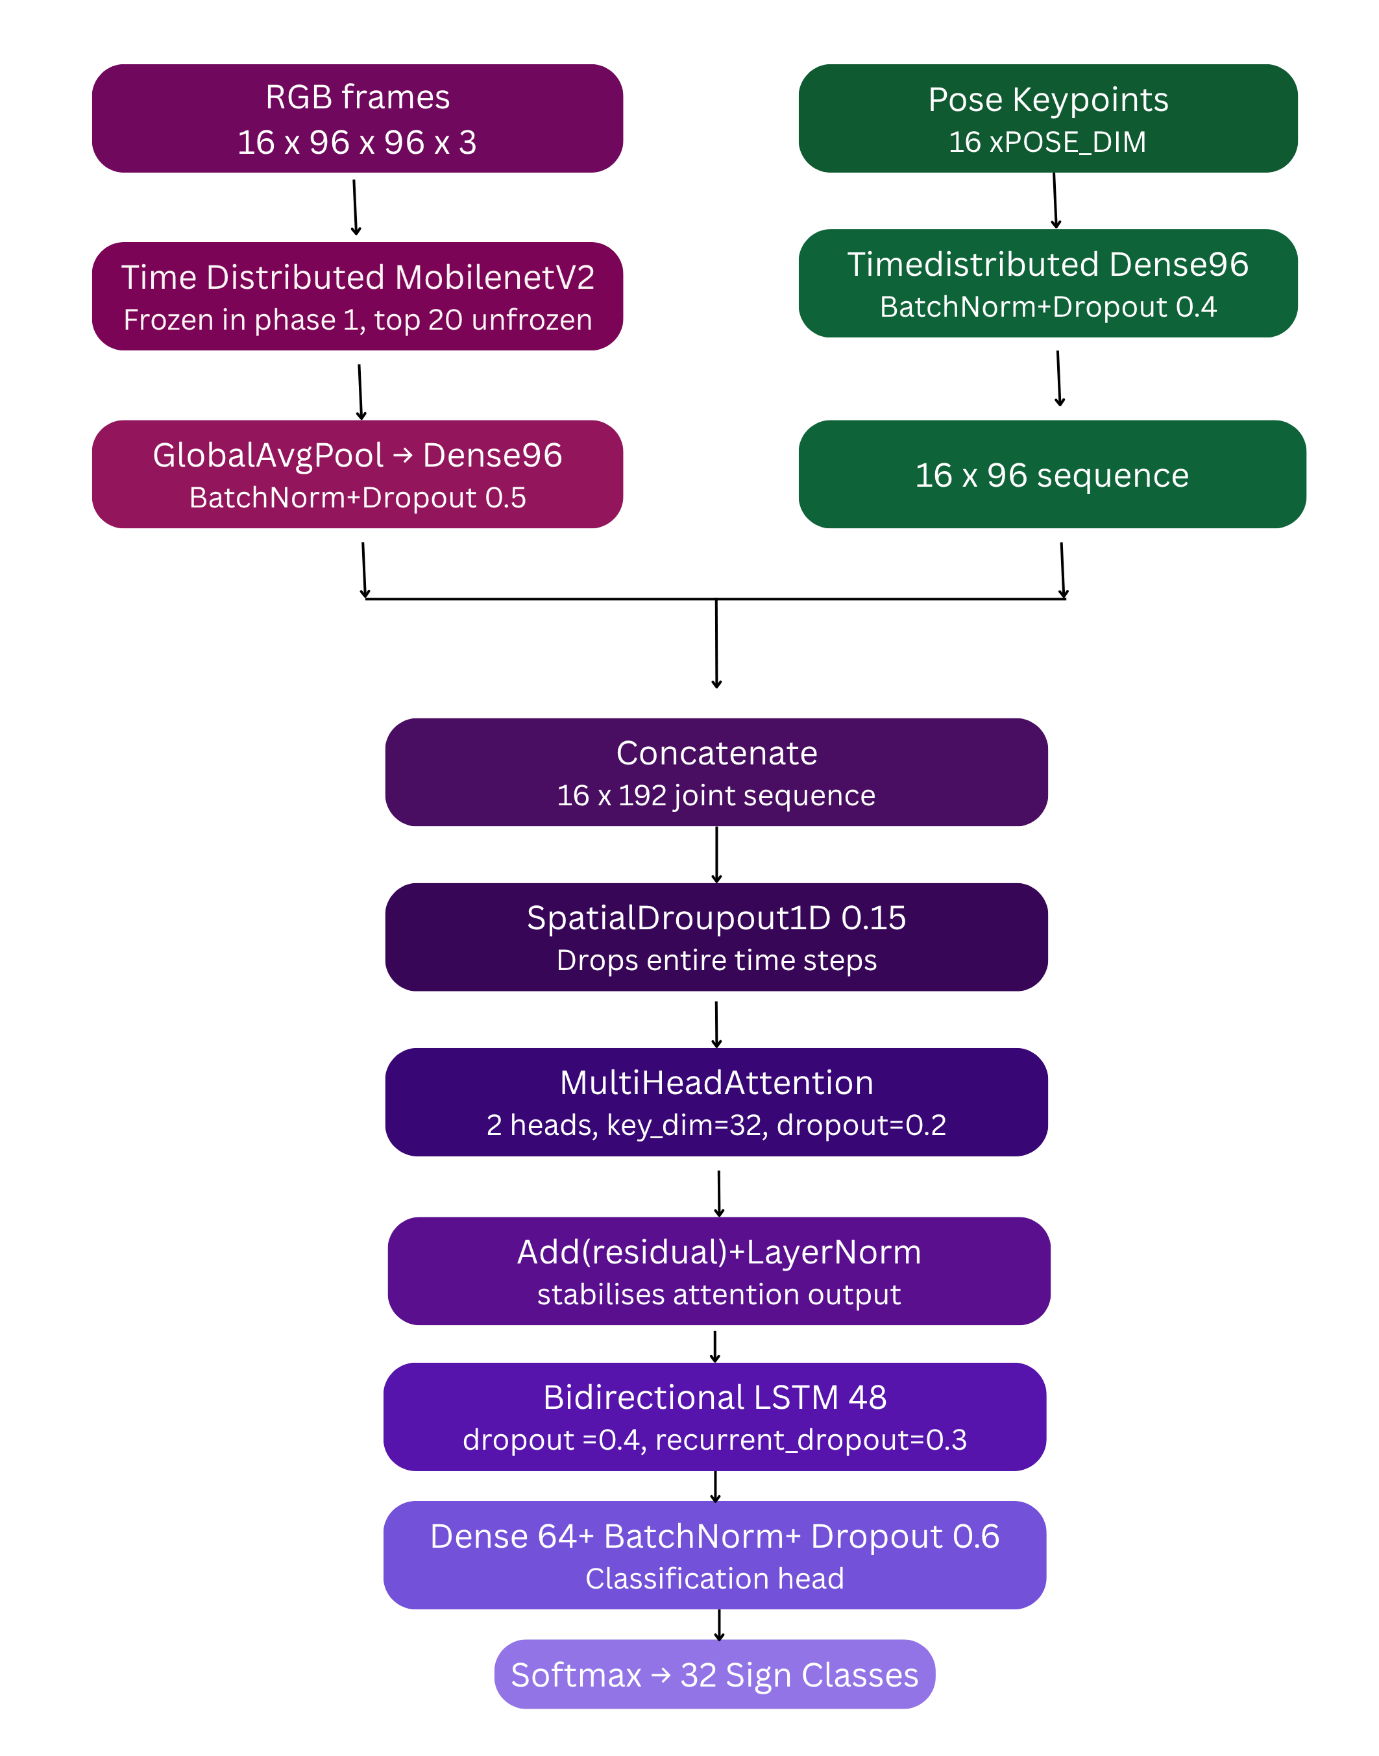 RGB frames
16 x 96 x 96 x 3
Time Distributed MobilenetV2
Frozen in phase 1, top 20 unfrozen
GlobalAvgPool → Dense96
BatchNorm+Dropout 0.5
Pose Keypoints
16 xPOSE_DIM
Timedistributed Dense96
BatchNorm+Dropout 0.4
16 x 96 sequence
Concatenate
16 x 192 joint sequence
SpatialDroupout1D 0.15
Drops entire time steps
MultiHeadAttention
2 heads, key_dim=32, dropout=0.2
Add(residual)+LayerNorm
stabilises attention output
Bidirectional LSTM 48
dropout =0.4, recurrent_dropout=0.3
Dense 64+ BatchNorm+ Dropout 0.6
Classification head
Softmax → 32 Sign Classes